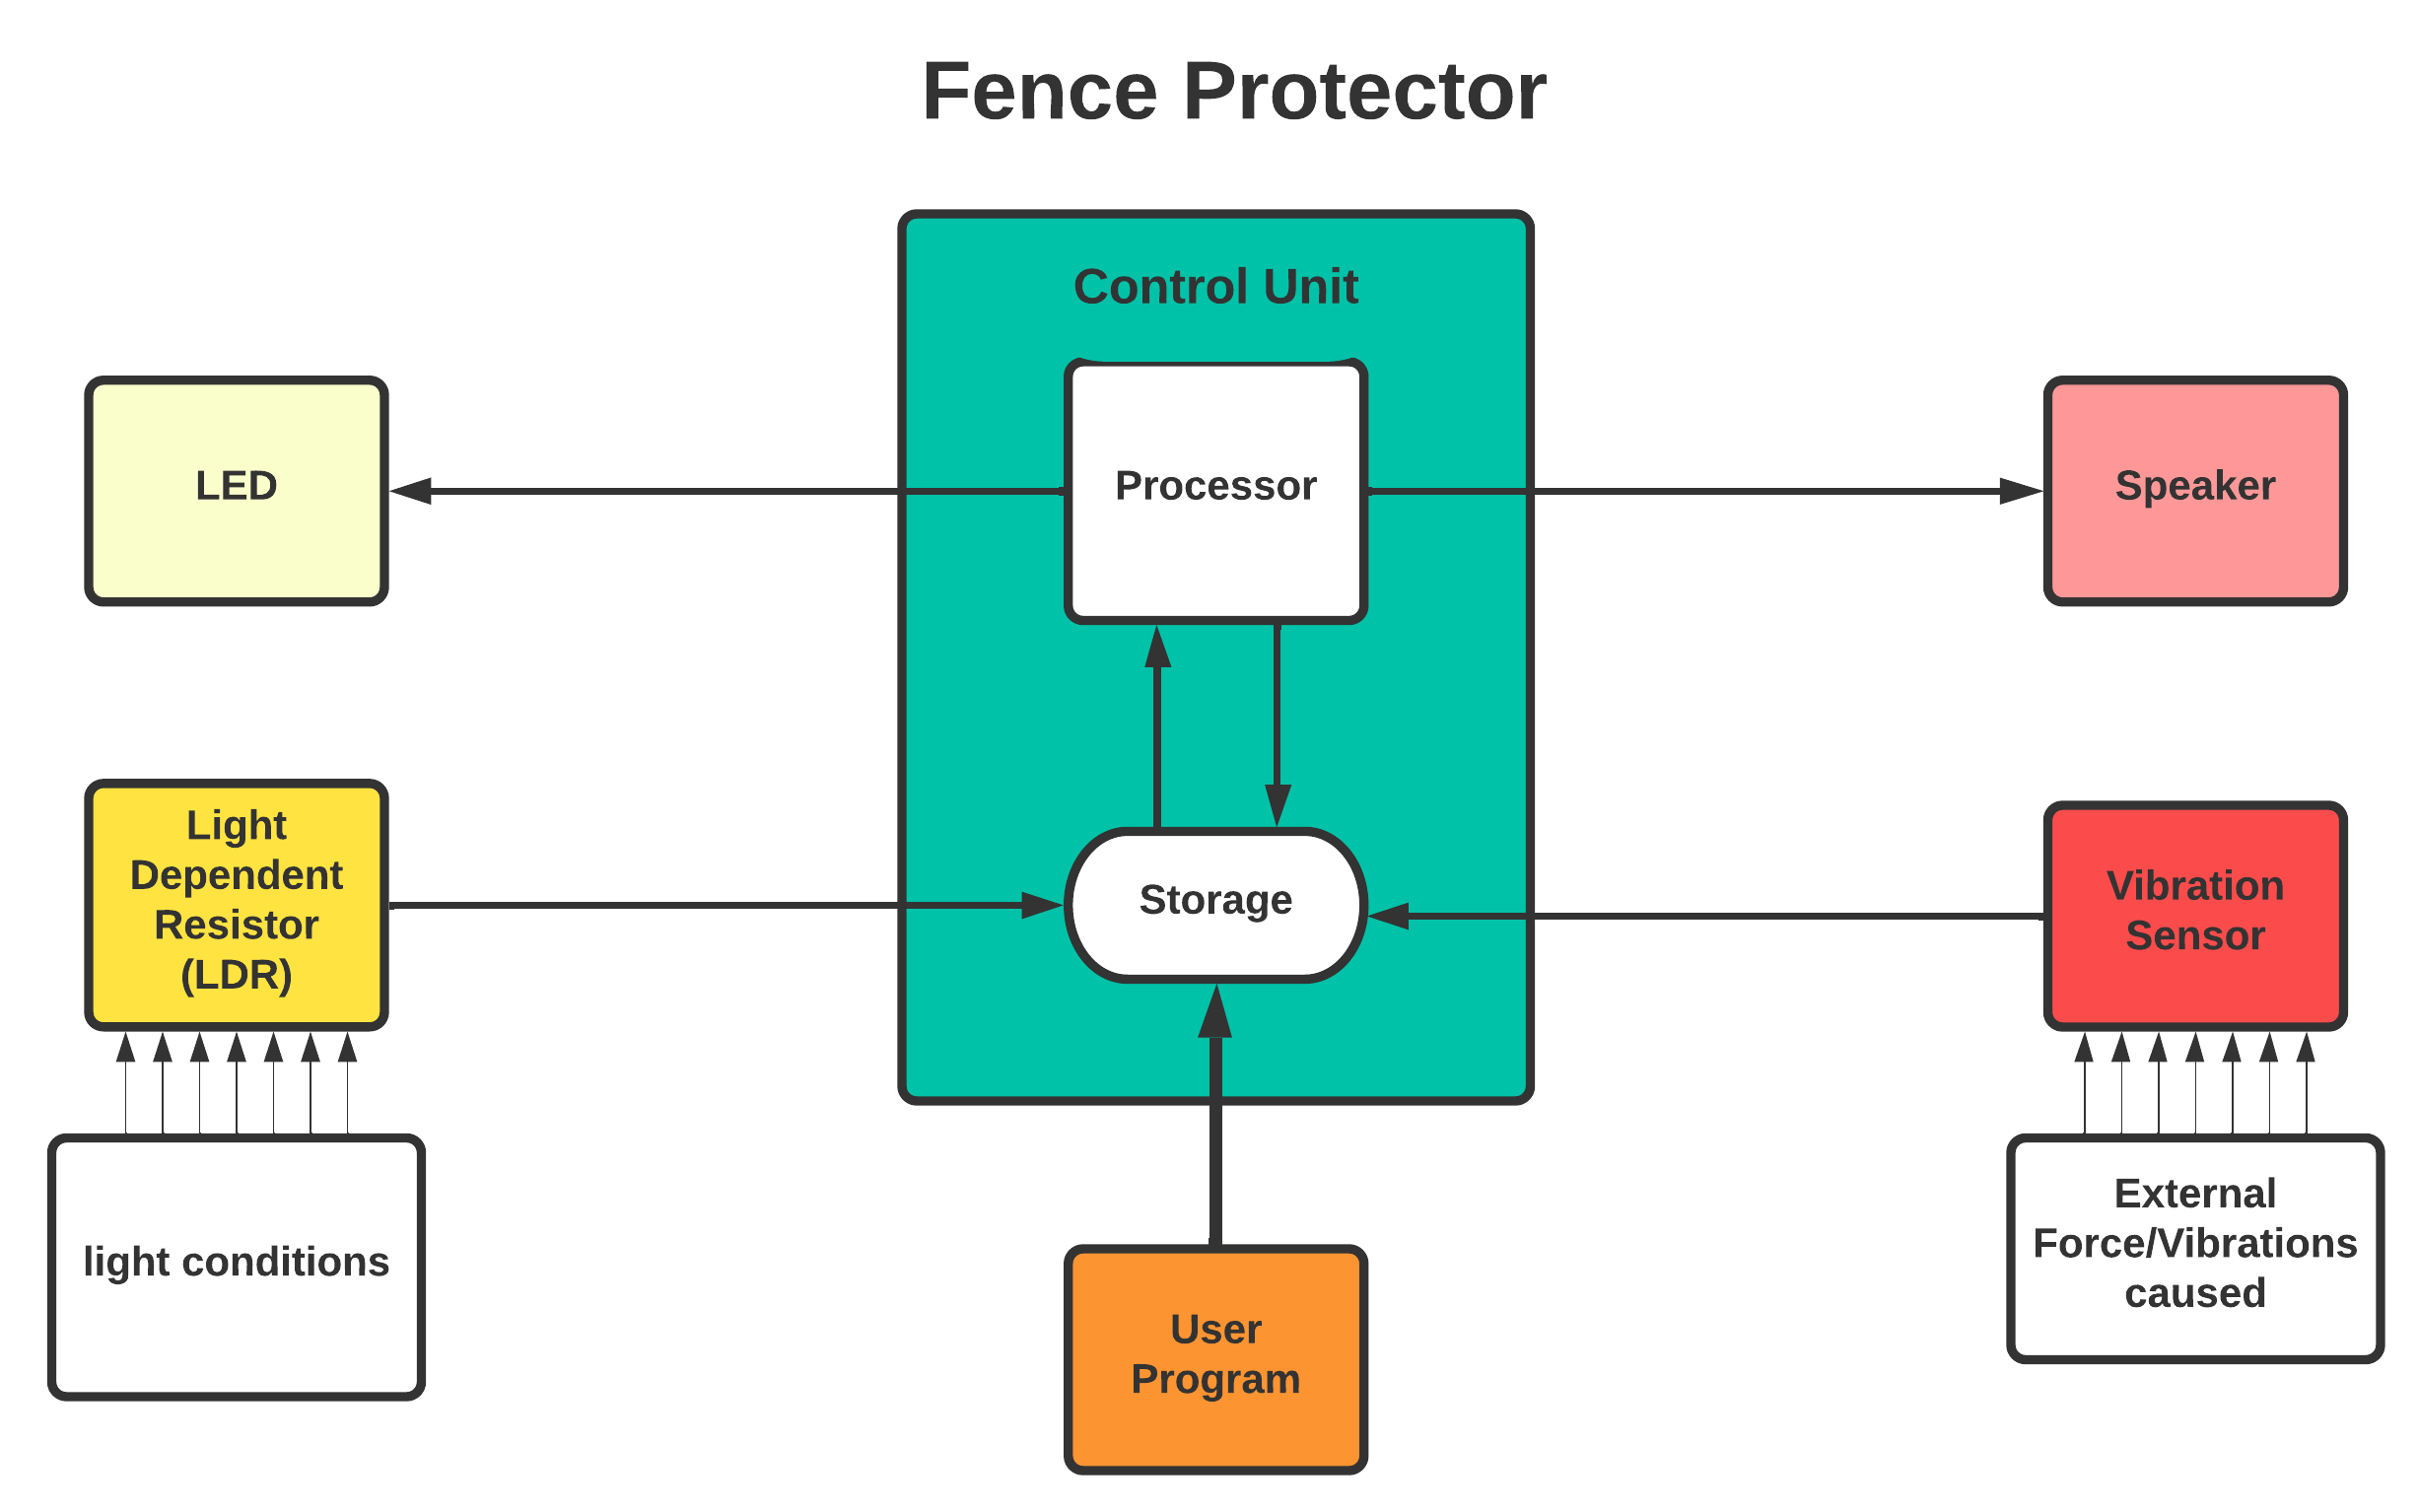 Fence Protector
Control Unit
LED
Processor
Speaker
Light
Dependent
Resistor
(LDR)
Storage
Vibration
Sensor
light conditions
External
Force/Vibrations
caused
User
Program